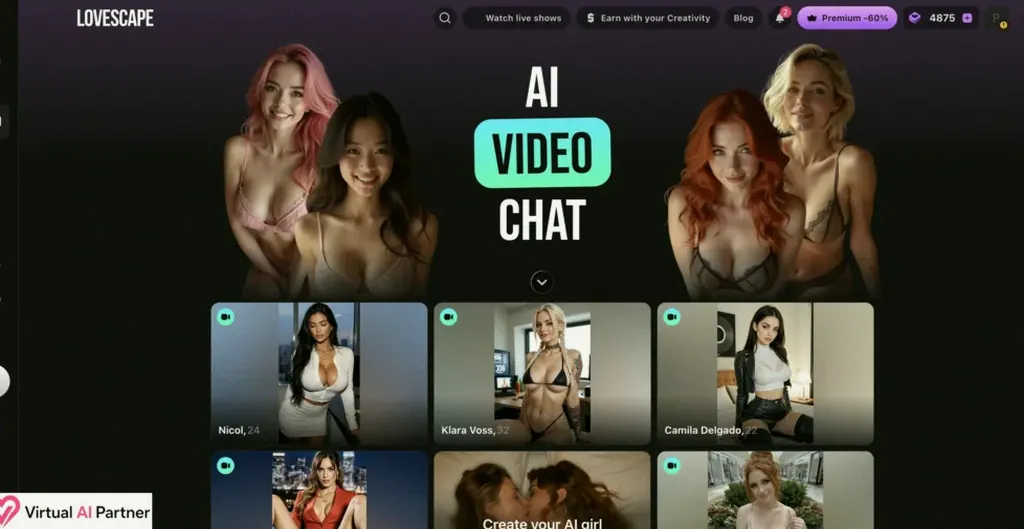 LOVESCAPE
Watch live shows
$ Earn with your Creativity
Blog
2
Premium -60%
4875
AI
VIDEO
CHAT
Nicol, 24
Klara Voss, 32
Camila Delgado, 22
Create your AI girl
Virtual AI Partner